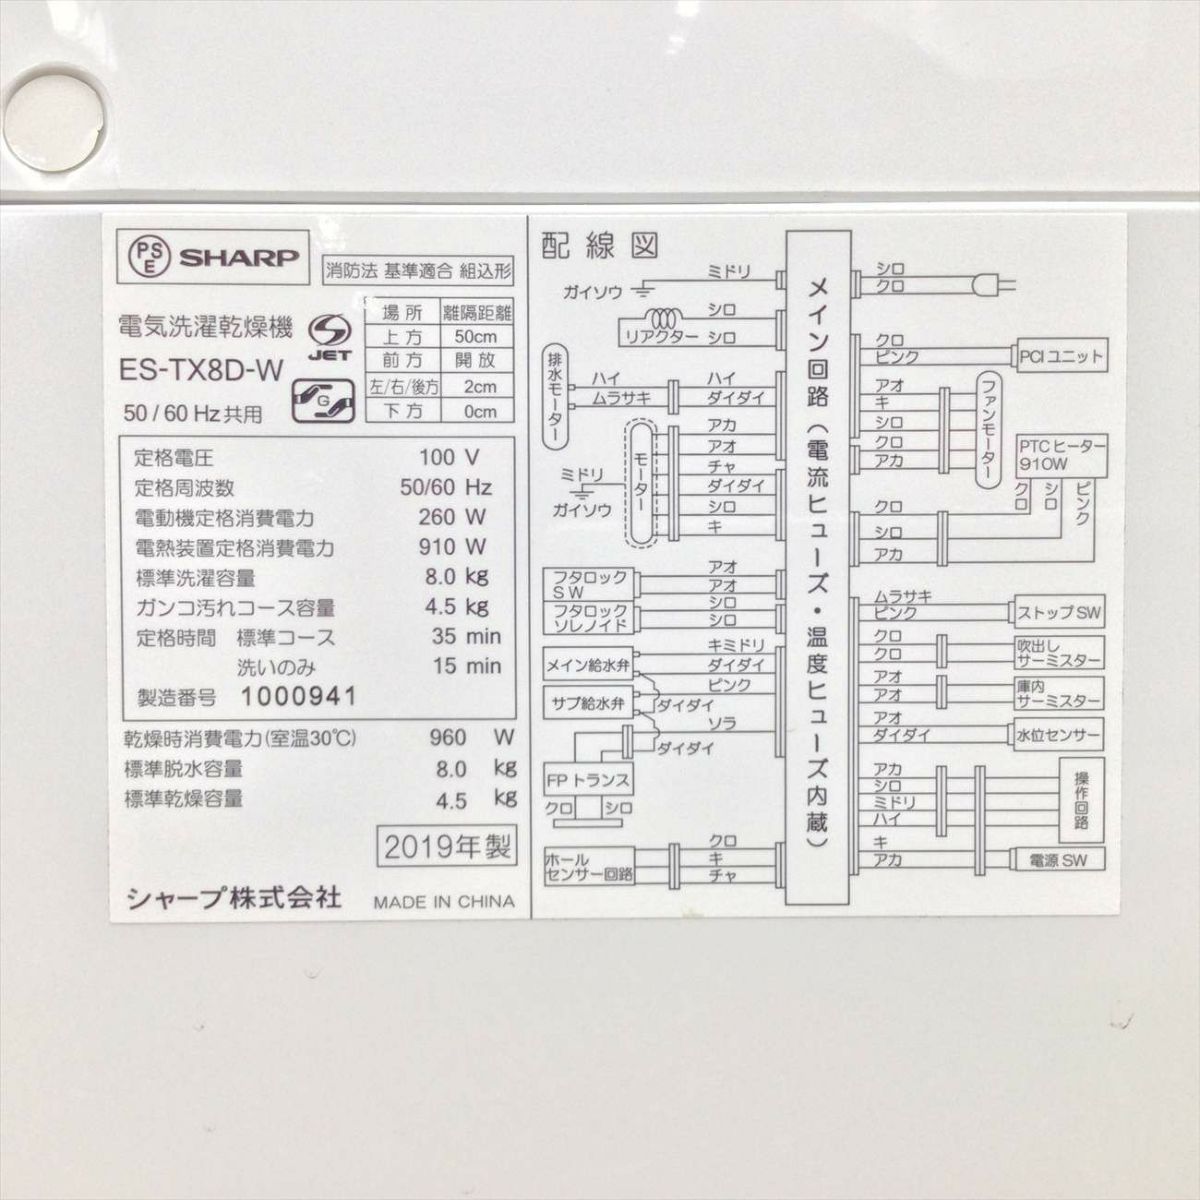 PSE SHARP
消防法 基準適合 組込形
電気洗濯乾燥機
ES-TX8D-W
50/60 Hz共用
JET
G
場所 離隔距離
上方 50cm
前方 開放
左/右/後方 2cm
下方 0cm
定格電圧 100 V
定格周波数 50/60 Hz
電動機定格消費電力 260 W
電熱装置定格消費電力 910 W
標準洗濯容量 8.0 kg
ガンコ汚れコース容量 4.5 kg
定格時間 標準コース 35 min
洗いのみ 15 min
製造番号 1000941
乾燥時消費電力(室温30℃) 960 W
標準脱水容量 8.0 kg
標準乾燥容量 4.5 kg
2019年製
シャープ株式会社 MADE IN CHINA
配線図
ミドリ
ガイソウ
シロ
リアクター シロ
排水モーター
ハイ ハイ
ムラサキ ダイダイ
モーター
アカ
アオ
チャ
ミドリ
ダイダイ
ガイソウ
シロ
キ
フタロック
SW
アオ
アオ
フタロック
ソレノイド
シロ
シロ
メイン給水弁
キミドリ
ダイダイ
サブ給水弁
ピンク
ダイダイ
ソラ
ダイダイ
FPトランス
クロ シロ
ホール
センサー回路
クロ
キ
チャ
メイン回路(電流ヒューズ・温度ヒューズ内蔵)
シロ
クロ
クロ
ピンク
PCIユニット
アオ
キ
シロ
クロ
アカ
ファンモーター
PTCヒーター
910W
クロ シロ ピンク
クロ
シロ
アカ
ムラサキ
ピンク
ストップSW
クロ
クロ
吹出し
サーミスター
アオ
アオ
庫内
サーミスター
アオ
ダイダイ
水位センサー
アカ
シロ
ミドリ
ハイ
操作回路
キ
アカ
電源SW